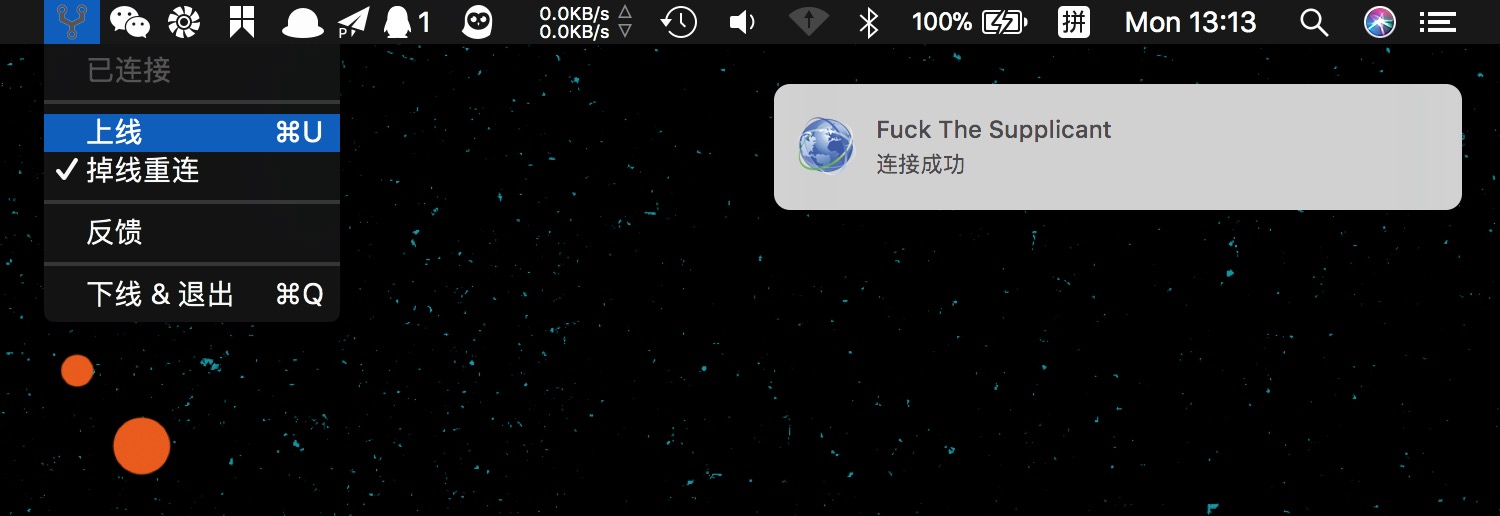 1
0.0KB/s
0.0KB/s
100%
拼
Mon 13:13
已连接
上线 ⌘U
✓ 掉线重连
反馈
下线 & 退出 ⌘Q
Fuck The Supplicant
连接成功